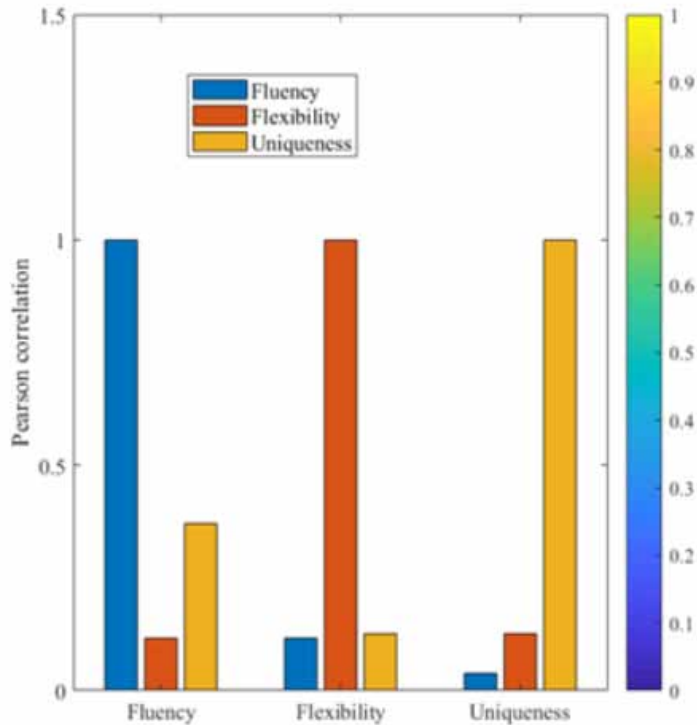 1.5
1
0.5
0
Pearson correlation
Fluency
Flexibility
Uniqueness
Fluency
Flexibility
Uniqueness
1
0.9
0.8
0.7
0.6
0.5
0.4
0.3
0.2
0.1
0